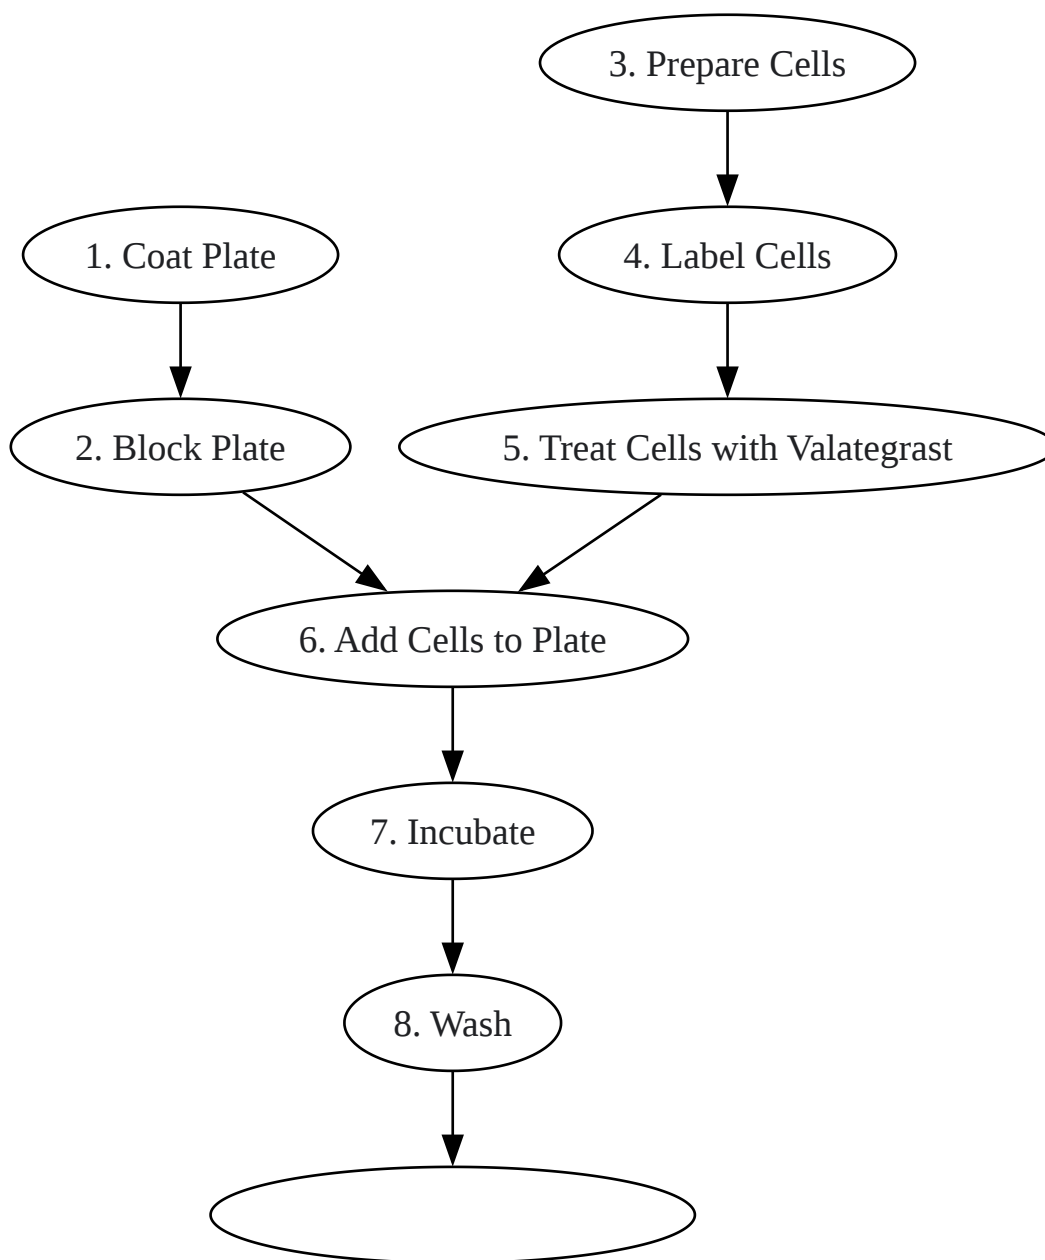 3. Prepare Cells
1. Coat Plate
4. Label Cells
2. Block Plate
5. Treat Cells with Valategrast
6. Add Cells to Plate
7. Incubate
8. Wash